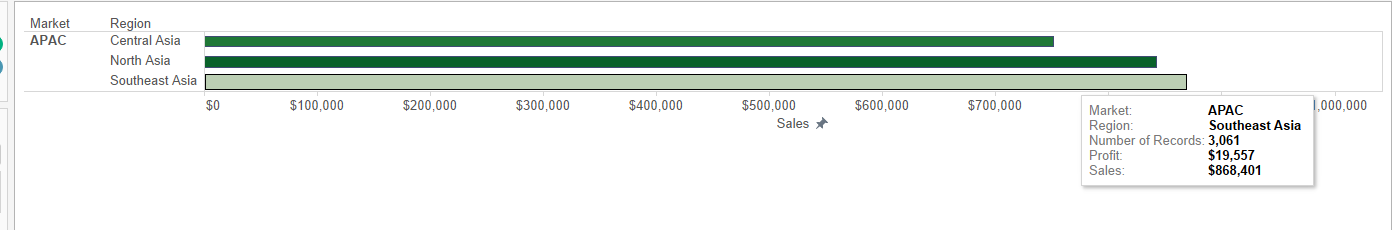 Market Region
APAC Central Asia
North Asia
Southeast Asia
$0 $100,000 $200,000 $300,000 $400,000 $500,000 $600,000 $700,000 ,000,000
Sales
Market: APAC
Region: Southeast Asia
Number of Records: 3,061
Profit: $19,557
Sales: $868,401